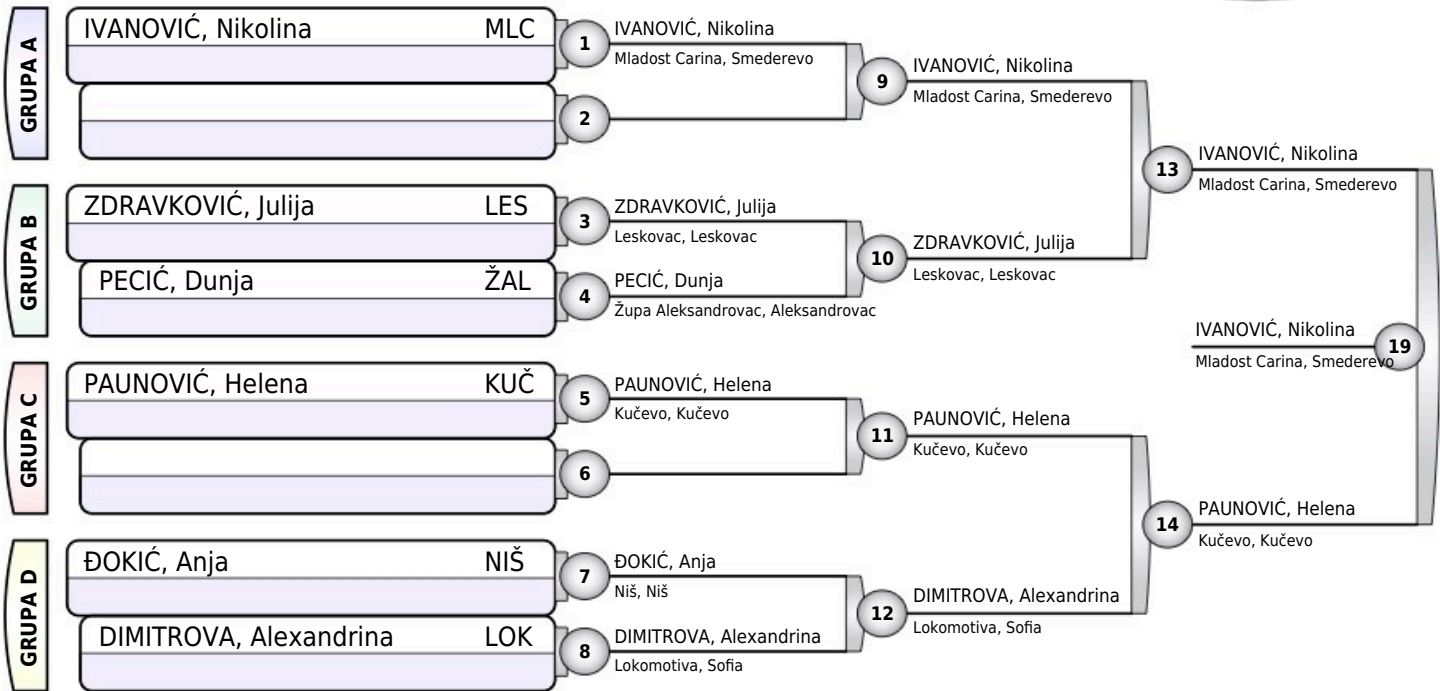 GRUPA A
IVANOVIĆ, Nikolina MLC
1
2
GRUPA B
ZDRAVKOVIĆ, Julija LES
3
PECIĆ, Dunja ŽAL
4
GRUPA C
PAUNOVIĆ, Helena KUČ
5
6
GRUPA D
ĐOKIĆ, Anja NIŠ
7
DIMITROVA, Alexandrina LOK
8
IVANOVIĆ, Nikolina
Mladost Carina, Smederevo
ZDRAVKOVIĆ, Julija
Leskovac, Leskovac
PECIĆ, Dunja
Župa Aleksandrovac, Aleksandrovac
PAUNOVIĆ, Helena
Kučevo, Kučevo
ĐOKIĆ, Anja
Niš, Niš
DIMITROVA, Alexandrina
Lokomotiva, Sofia
9
IVANOVIĆ, Nikolina
Mladost Carina, Smederevo
10
ZDRAVKOVIĆ, Julija
Leskovac, Leskovac
11
PAUNOVIĆ, Helena
Kučevo, Kučevo
12
DIMITROVA, Alexandrina
Lokomotiva, Sofia
13
IVANOVIĆ, Nikolina
Mladost Carina, Smederevo
14
PAUNOVIĆ, Helena
Kučevo, Kučevo
IVANOVIĆ, Nikolina
Mladost Carina, Smederevo
19